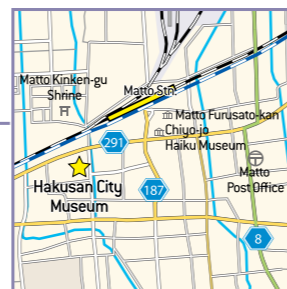 Matto Kinken-gu
Shrine
Matto Stn.
Matto Furusato-kan
Chiyo-jo
Haiku Museum
291
Hakusan City
Museum
187
Matto
Post Office
8